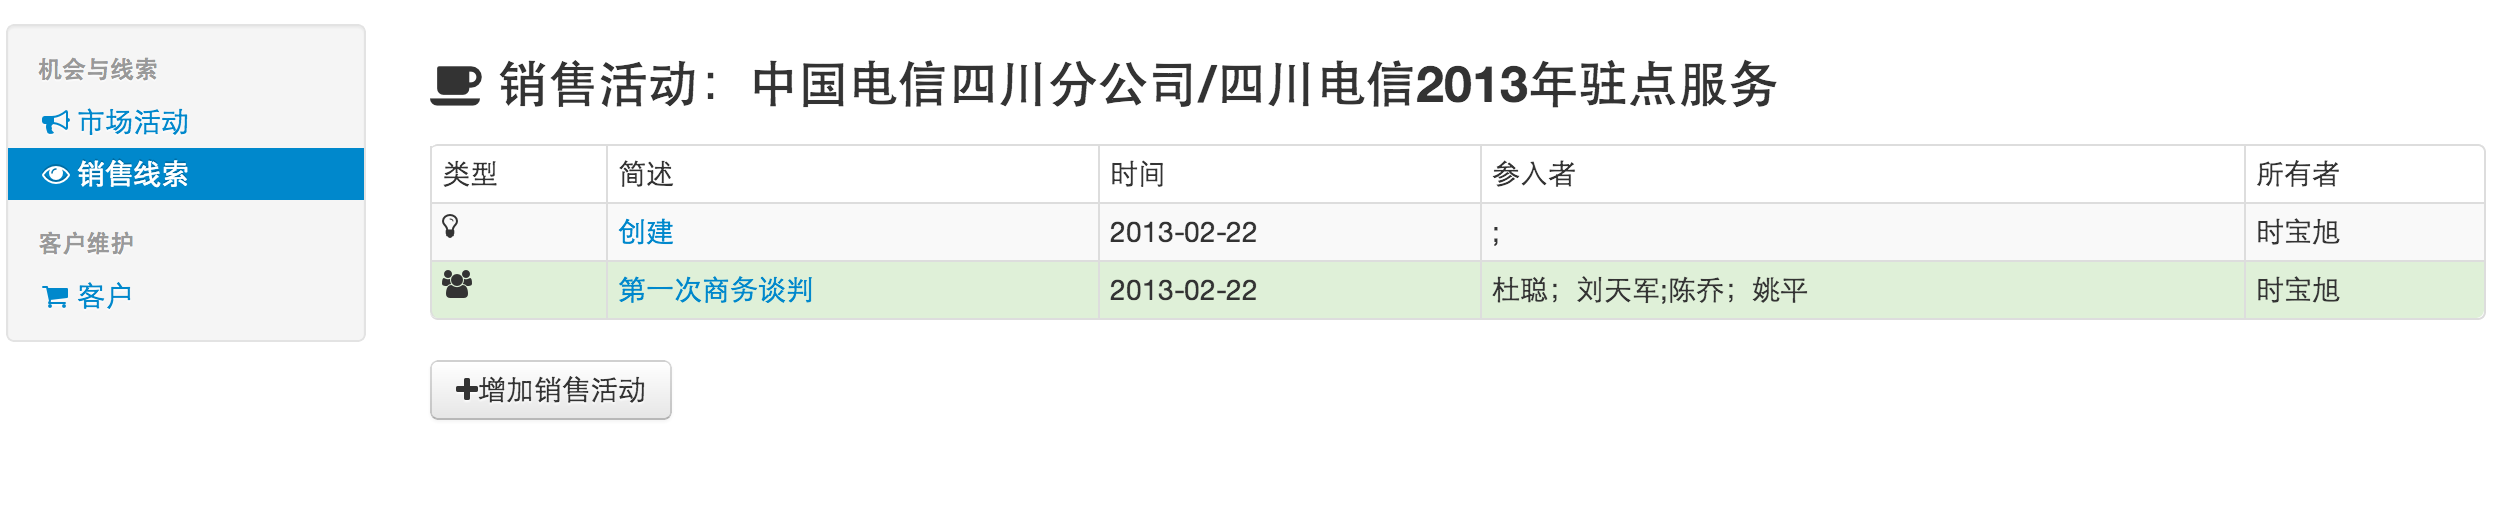 机会与线索
市场活动
销售线索
客户维护
客户
销售活动：中国电信四川分公司/四川电信2013年驻点服务
类型 简述 时间 参入者 所有者
创建 2013-02-22 ; 时宝旭
第一次商务谈判 2013-02-22 杜聪；刘天军;陈乔；姚平 时宝旭
增加销售活动